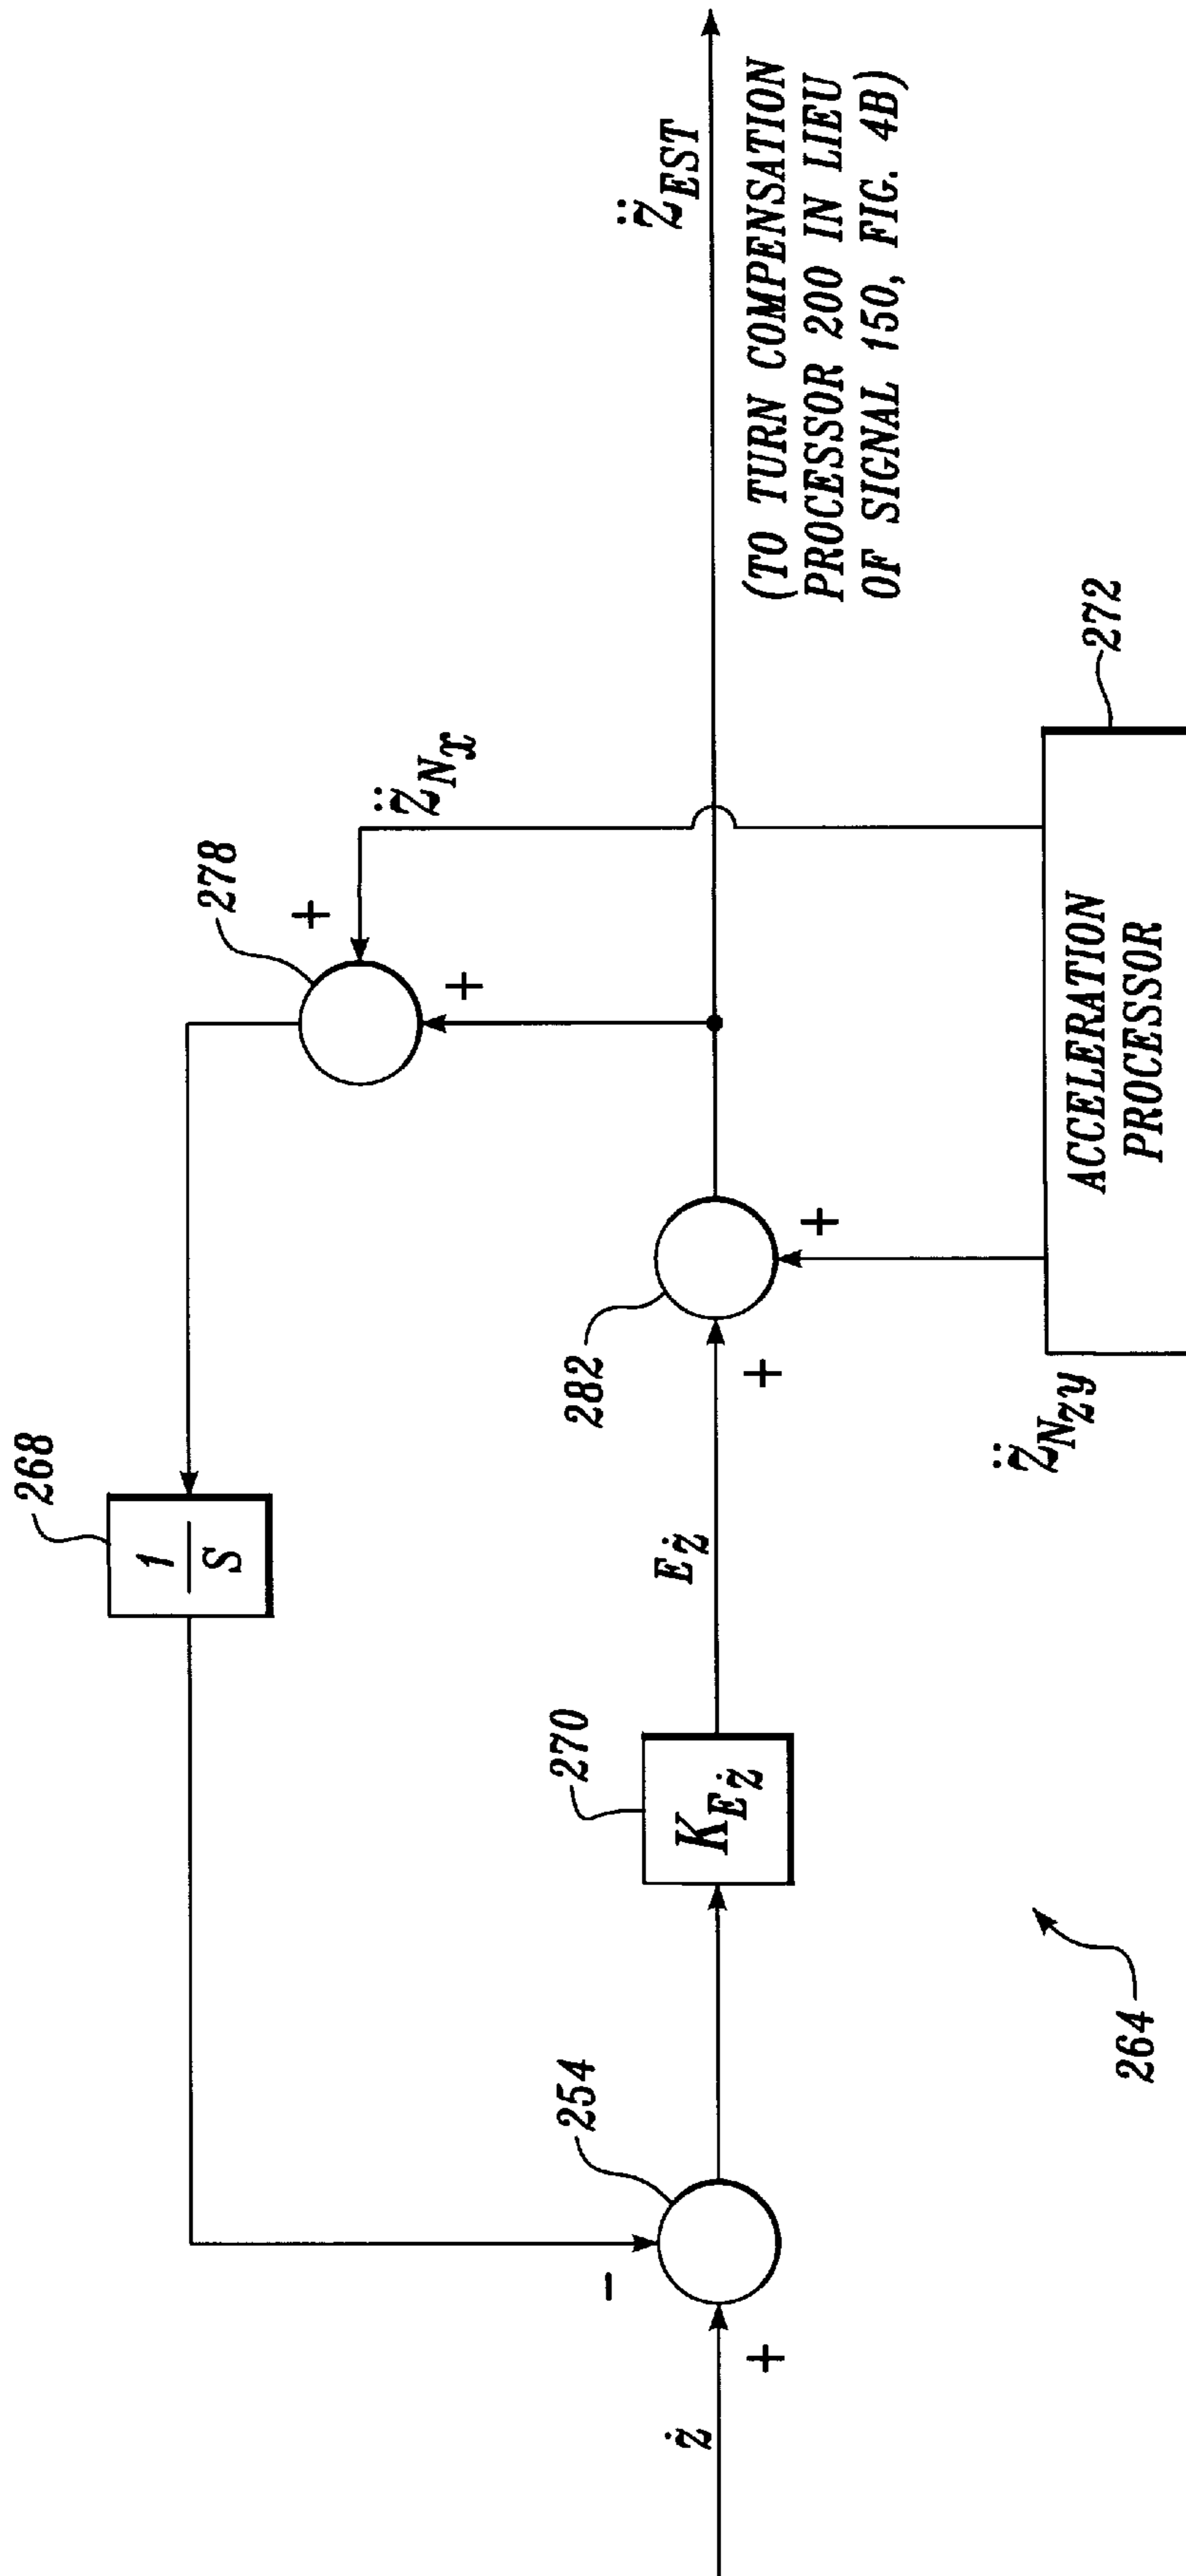 268
1
S
278
+
+
Z̈Nx
Z̈EST
(TO TURN COMPENSATION
PROCESSOR 200 IN LIEU
OF SIGNAL 150, FIG. 4B)
ż
+
-
254
270
KEż
Eż
282
+
+
Z̈Nzy
ACCELERATION
PROCESSOR
272
264